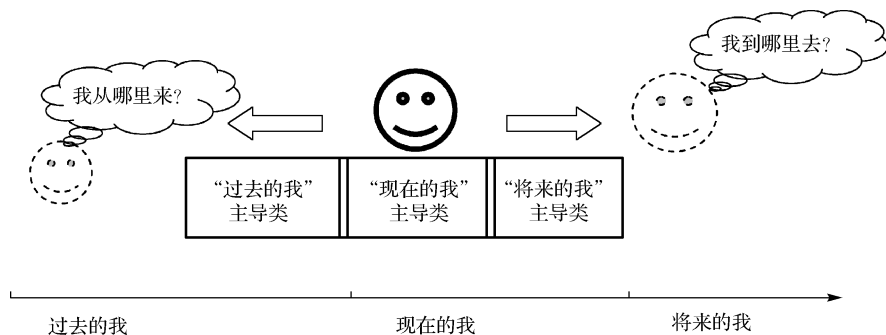 我到哪里去？
我从哪里来？
“过去的我”
主导类
“现在的我”
主导类
“将来的我”
主导类
过去的我
现在的我
将来的我